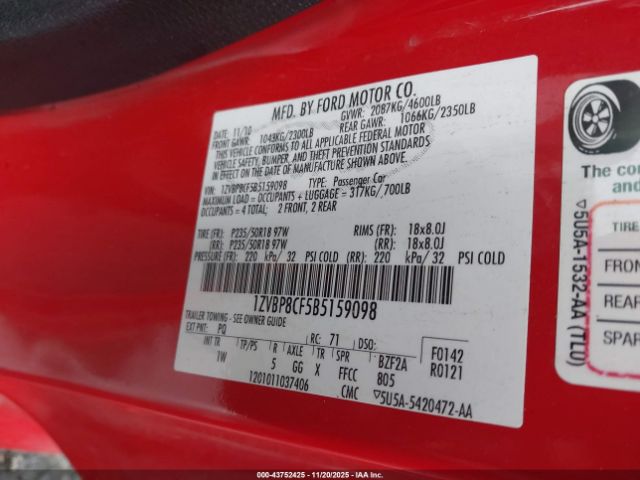 MFD. BY FORD MOTOR CO.
DATE: 11/10 GVWR: 2087KG/4600LB
FRONT GAWR: 1043KG/2300LB REAR GAWR: 1066KG/2350LB
THIS VEHICLE CONFORMS TO ALL APPLICABLE FEDERAL MOTOR
VEHICLE SAFETY, BUMPER, AND THEFT PREVENTION STANDARDS
IN EFFECT ON THE DATE OF MANUFACTURE SHOWN ABOVE.
VIN: 1ZVBP8CF5B5159098 TYPE: Passenger Car
MAXIMUM LOAD = OCCUPANTS + LUGGAGE = 317KG/700LB
OCCUPANTS = 4 TOTAL: 2 FRONT, 2 REAR
TIRE (FR): P235/50R18 97W RIMS (FR): 18x8.0J
(RR): P235/50R18 97W (RR): 18x8.0J
PRESSURE (FR): 220 kPa/ 32 PSI COLD (RR): 220 kPa/ 32 PSI COLD
1ZVBP8CF5B5159098
TRAILER TOWING - SEE OWNER GUIDE
EXT PNT: PQ RC: 71 DSO:
INT TR TP/PS R AXLE TR SPR BZF2A F0142
1W 5 GG X FFCC 805 R0121
1201011037406 CMC ▽5U5A-5420472-AA
The co
and
▽5U5A-1532-AA (TL0)
TIRE
FRON
REAR
SPAR
000-43752425 - 11/20/2025 - IAAI, Inc.